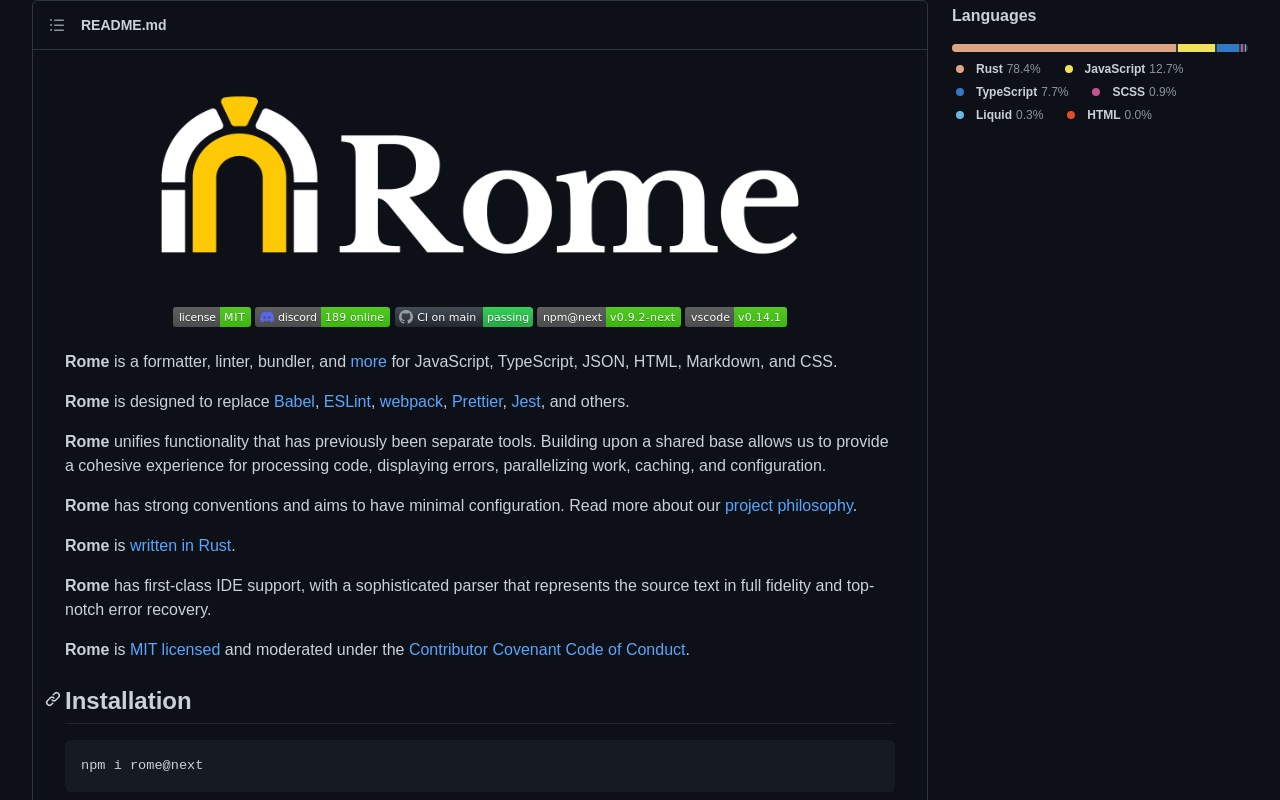 README.md
Rome
license MIT discord 189 online CI on main passing npm@next v0.9.2-next vscode v0.14.1
Rome is a formatter, linter, bundler, and more for JavaScript, TypeScript, JSON, HTML, Markdown, and CSS.
Rome is designed to replace Babel, ESLint, webpack, Prettier, Jest, and others.
Rome unifies functionality that has previously been separate tools. Building upon a shared base allows us to provide
a cohesive experience for processing code, displaying errors, parallelizing work, caching, and configuration.
Rome has strong conventions and aims to have minimal configuration. Read more about our project philosophy.
Rome is written in Rust.
Rome has first-class IDE support, with a sophisticated parser that represents the source text in full fidelity and top-
notch error recovery.
Rome is MIT licensed and moderated under the Contributor Covenant Code of Conduct.
Installation
npm i rome@next
Languages
Rust 78.4% JavaScript 12.7%
TypeScript 7.7% SCSS 0.9%
Liquid 0.3% HTML 0.0%